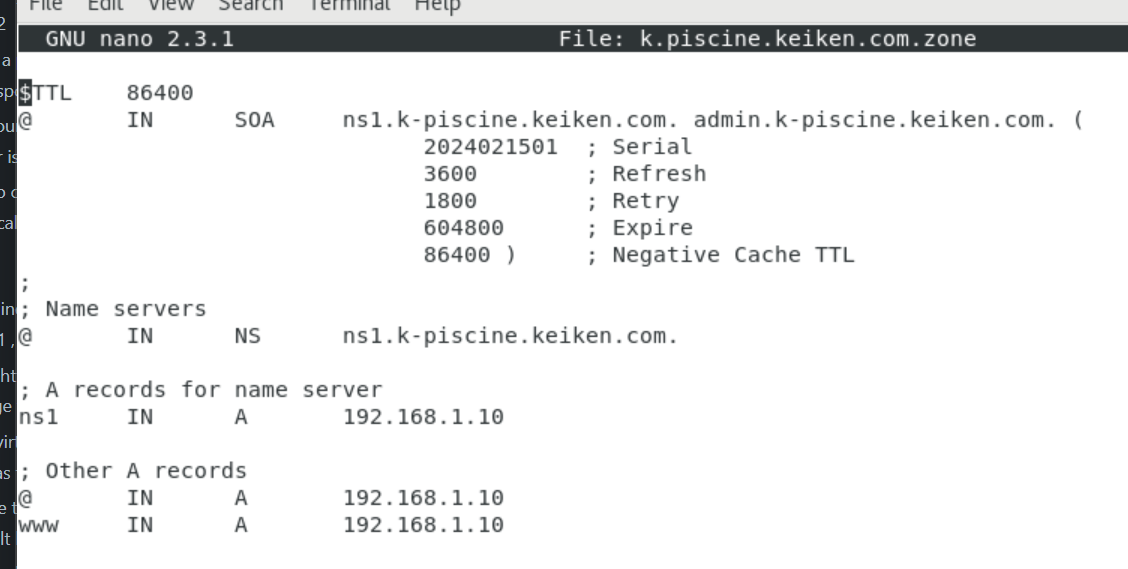 File Edit View Search Terminal Help
GNU nano 2.3.1 File: k.piscine.keiken.com.zone
$TTL 86400
@ IN SOA ns1.k-piscine.keiken.com. admin.k-piscine.keiken.com. (
2024021501 ; Serial
3600 ; Refresh
1800 ; Retry
604800 ; Expire
86400 ) ; Negative Cache TTL
;
; Name servers
@ IN NS ns1.k-piscine.keiken.com.
; A records for name server
ns1 IN A 192.168.1.10
; Other A records
@ IN A 192.168.1.10
www IN A 192.168.1.10